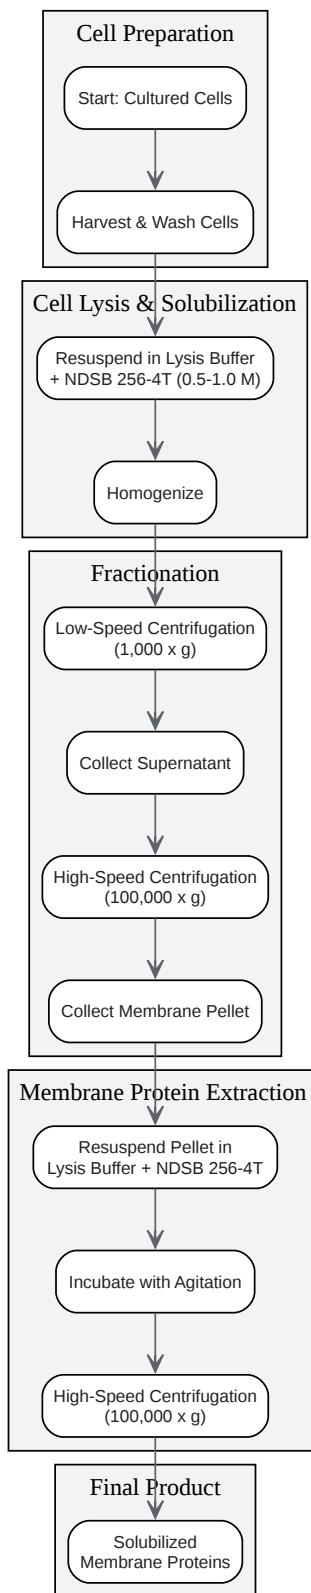 Cell Preparation
Start: Cultured Cells
Harvest & Wash Cells
Cell Lysis & Solubilization
Resuspend in Lysis Buffer
+ NDSB 256-4T (0.5-1.0 M)
Homogenize
Fractionation
Low-Speed Centrifugation
(1,000 x g)
Collect Supernatant
High-Speed Centrifugation
(100,000 x g)
Collect Membrane Pellet
Membrane Protein Extraction
Resuspend Pellet in
Lysis Buffer + NDSB 256-4T
Incubate with Agitation
High-Speed Centrifugation
(100,000 x g)
Final Product
Solubilized
Membrane Proteins